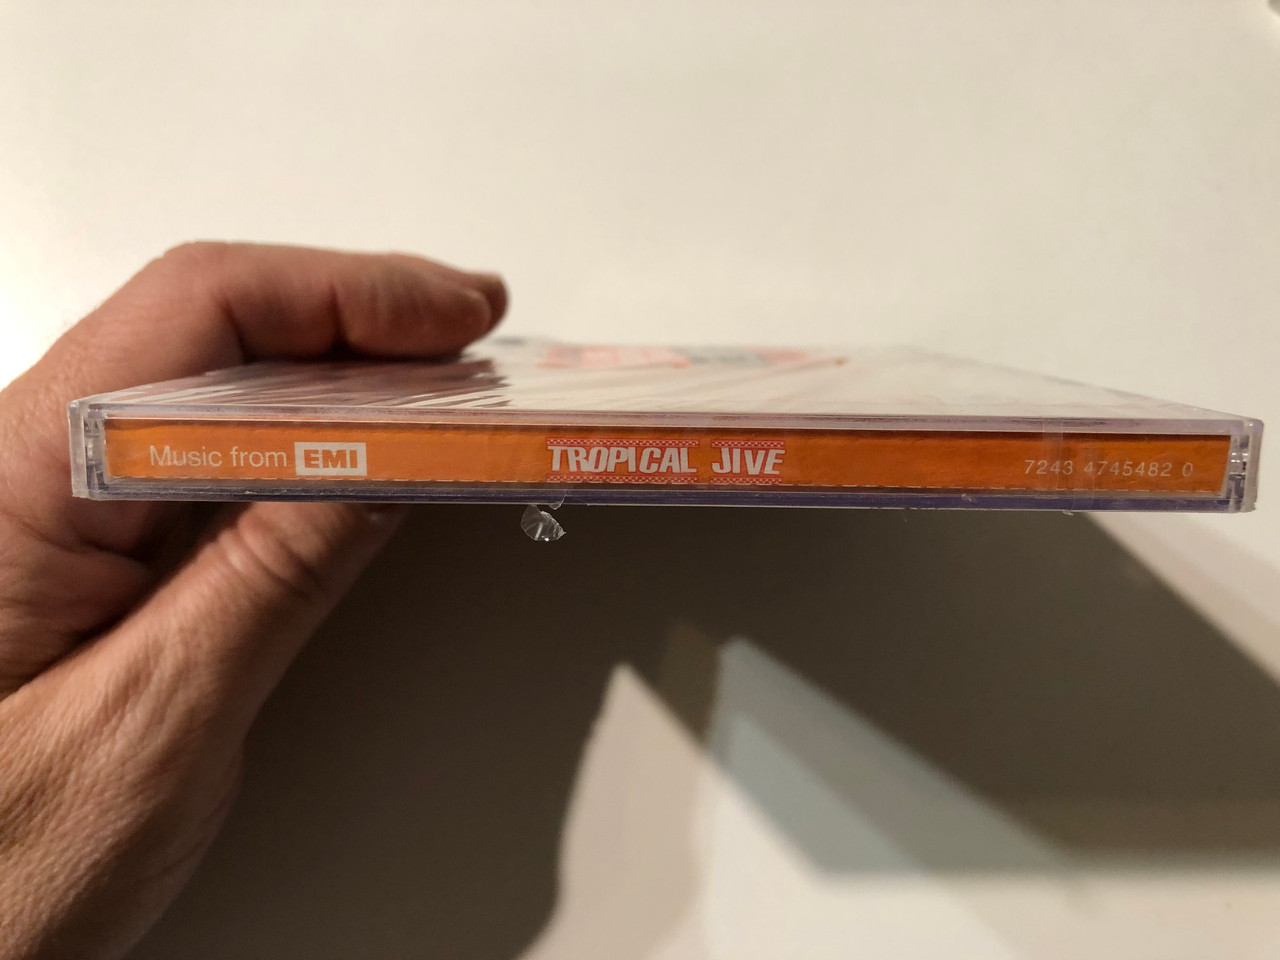 Music from EMI
TROPICAL JIVE
7243 4745482 0